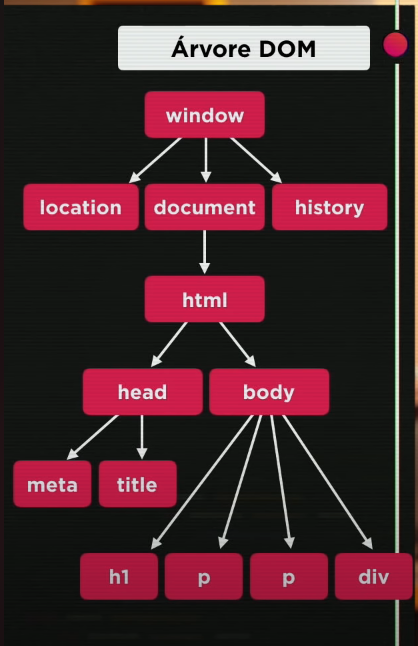 Árvore DOM
window
location document history
html
head body
meta title
h1 p p div